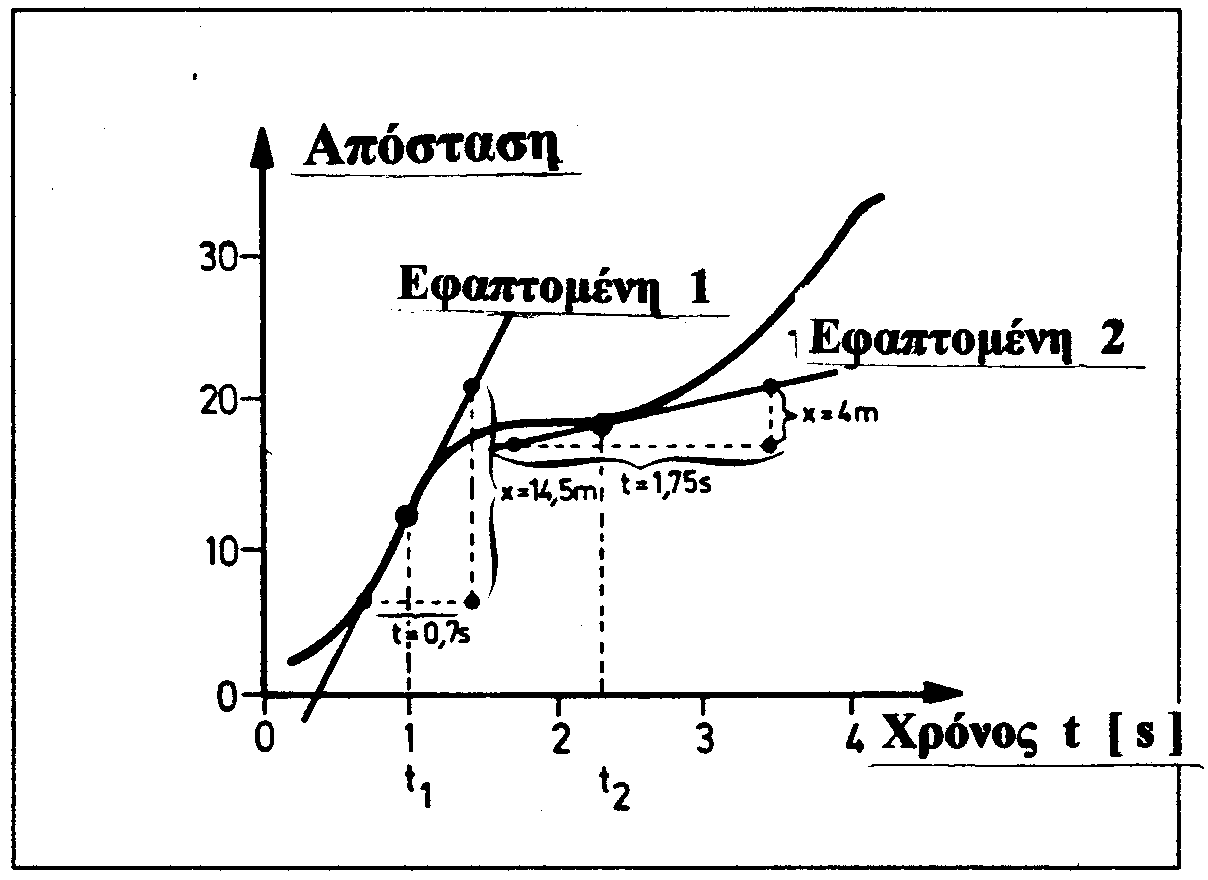 Απόσταση
30
Εφαπτομένη 1
Εφαπτομένη 2
20
x=4m
x=14,5m
t=1,75s
10
t=0,7s
0
0 1 2 3 4 Χρόνος t [ s ]
t1 t2